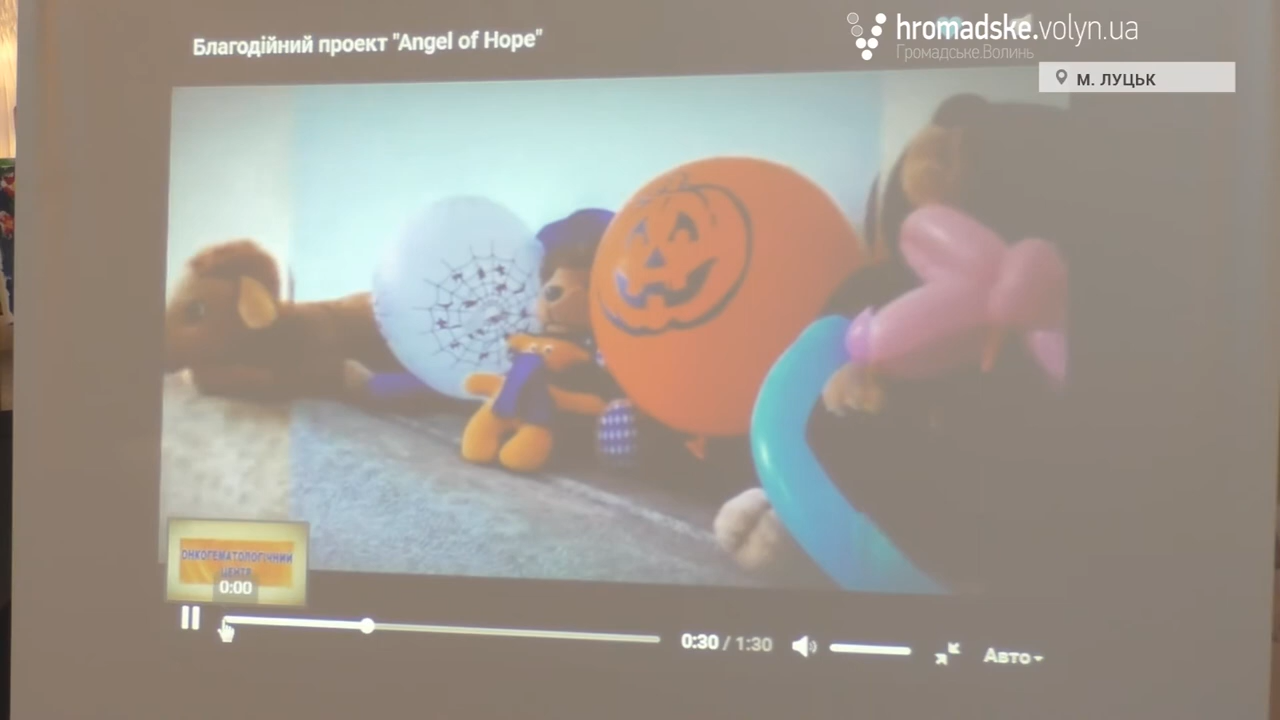 Благодійний проект "Angel of Hope"
hromadske.volyn.ua
Громадське.Волинь
М. ЛУЦЬК
ОНКОГЕМАТОЛОГІЧНИЙ
ЦЕНТР
0:00
0:30 / 1:30
Авто